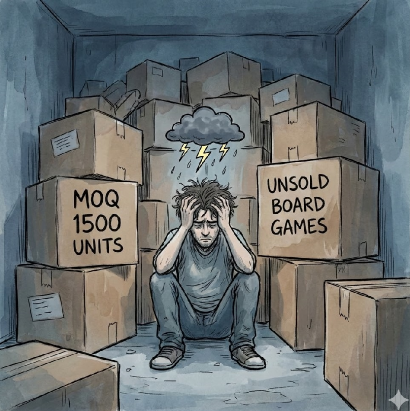 MOQ
1500
UNITS
UNSOLD
BOARD
GAMES